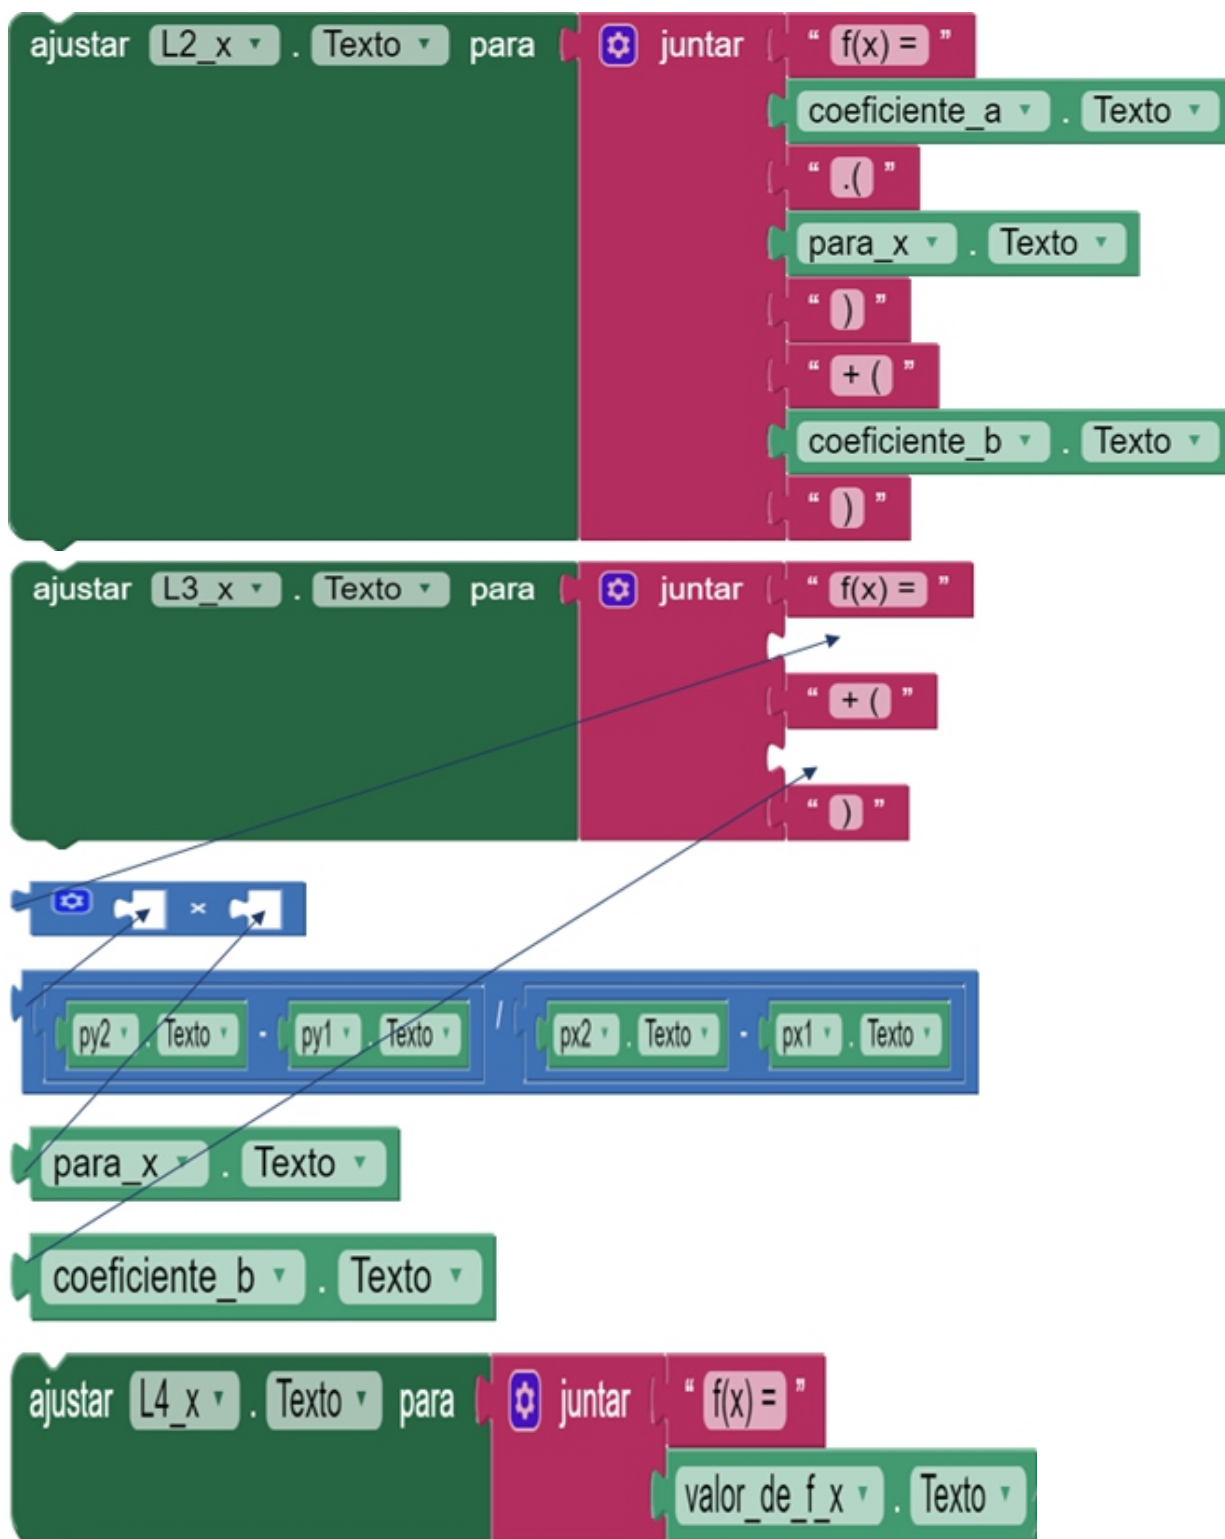 ajustar L2_x . Texto para juntar “ f(x) = ”
coeficiente_a . Texto
“ .( ”
para_x . Texto
“ ) ”
“ + ( ”
coeficiente_b . Texto
“ ) ”
ajustar L3_x . Texto para juntar “ f(x) = ”
“ + ( ”
“ ) ”
×
py2 . Texto - py1 . Texto / px2 . Texto - px1 . Texto
para_x . Texto
coeficiente_b . Texto
ajustar L4_x . Texto para juntar “ f(x) = ”
valor_de_f_x . Texto